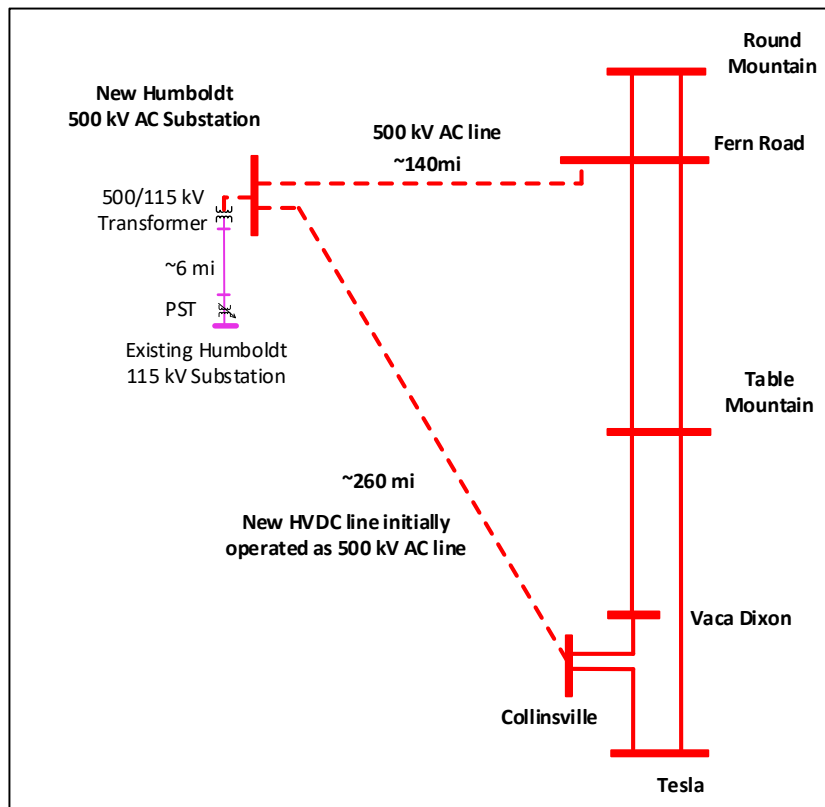 Round
Mountain
New Humboldt
500 kV AC Substation
500 kV AC line
~140mi
Fern Road
500/115 kV
Transformer
~6 mi
PST
Existing Humboldt
115 kV Substation
Table
Mountain
~260 mi
New HVDC line initially
operated as 500 kV AC line
Vaca Dixon
Collinsville
Tesla